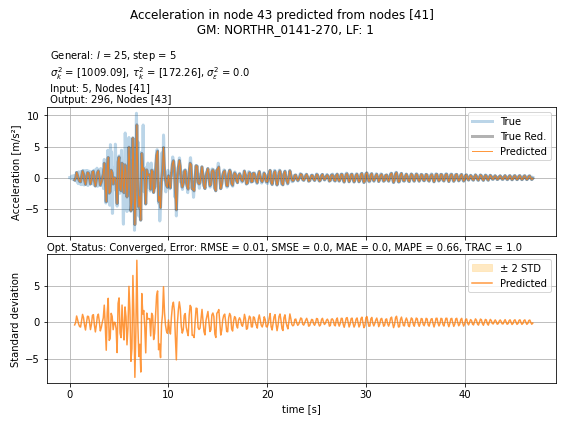 Acceleration in node 43 predicted from nodes [41]
GM: NORTHR_0141-270, LF: 1
General: l = 25, step = 5
σ²ₖ = [1009.09], τ²ₖ = [172.26], σ²ε = 0.0
Input: 5, Nodes [41]
Output: 296, Nodes [43]
Acceleration [m/s²]
10
5
0
−5
True
True Red.
Predicted
Opt. Status: Converged, Error: RMSE = 0.01, SMSE = 0.0, MAE = 0.0, MAPE = 0.66, TRAC = 1.0
Standard deviation
5
0
−5
± 2 STD
Predicted
0 10 20 30 40
time [s]